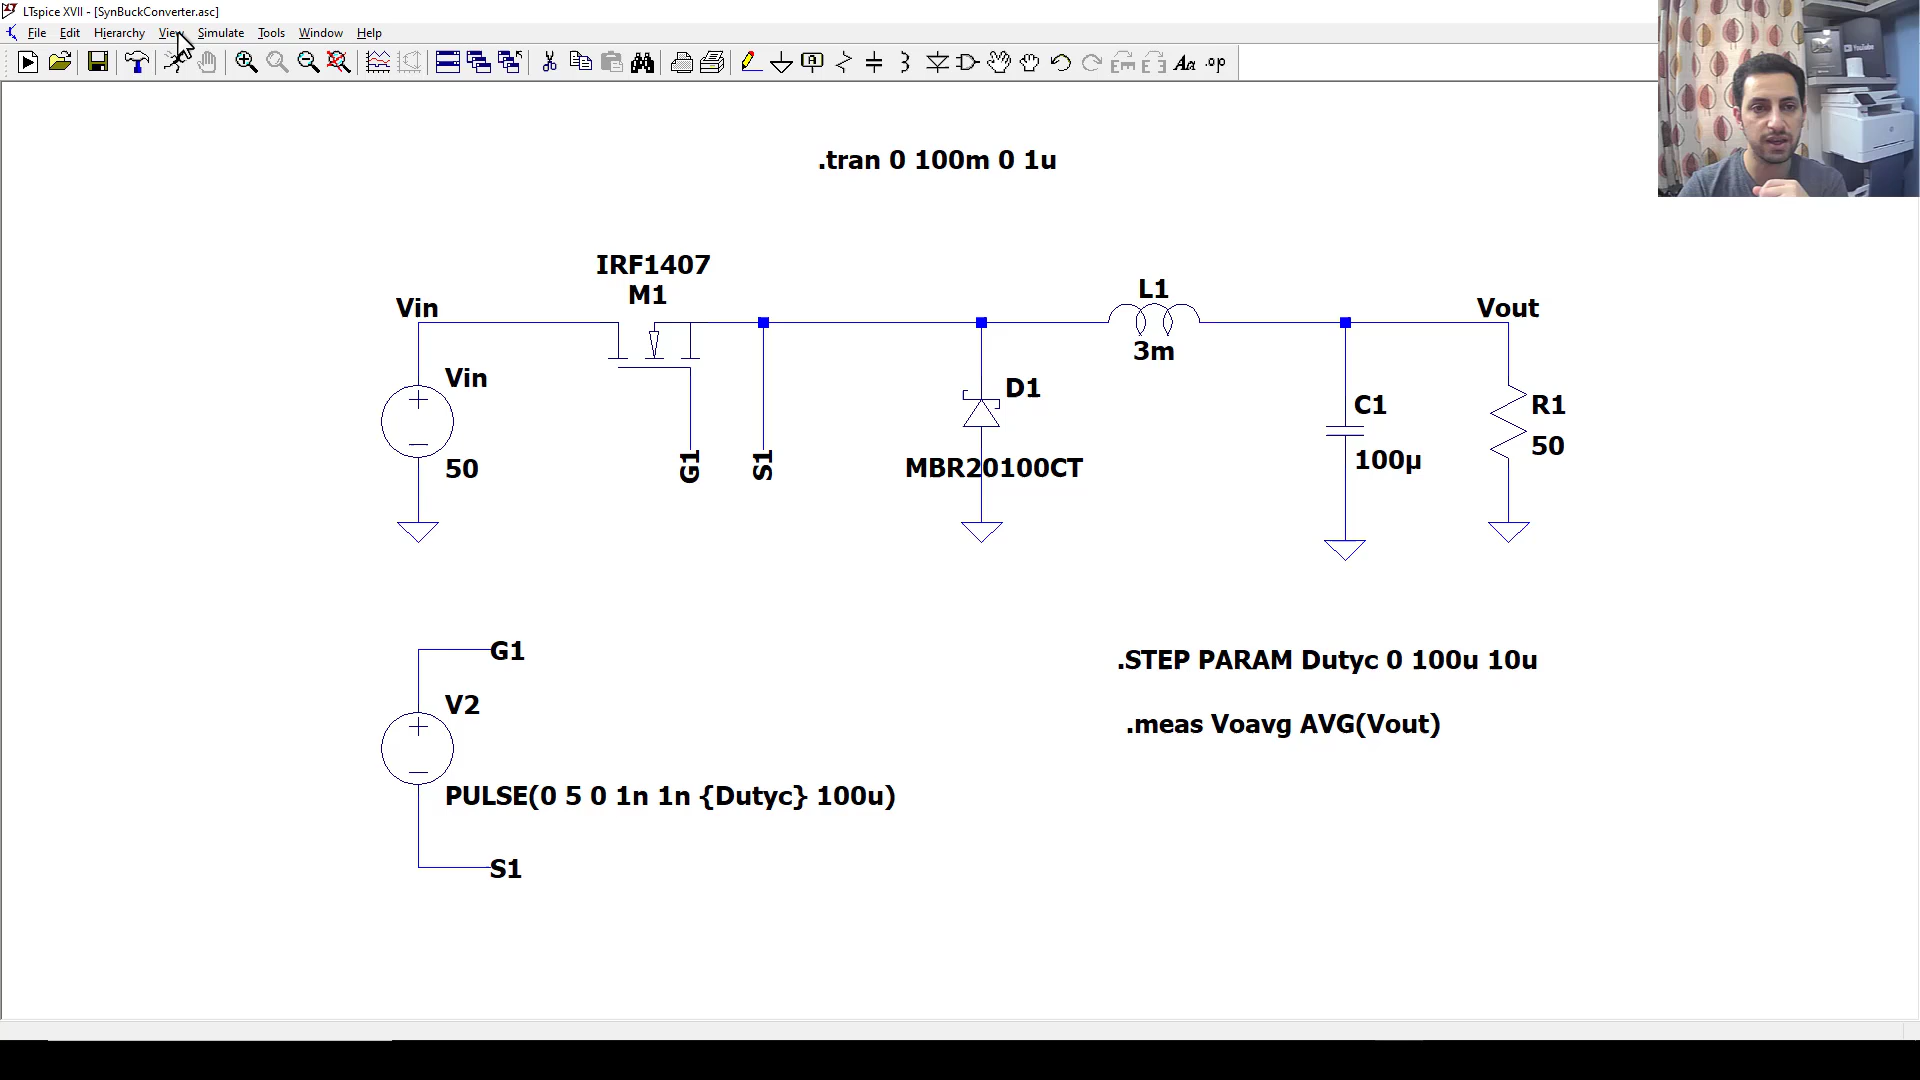 LTspice XVII - [SynBuckConverter.asc]
File Edit Hierarchy View Simulate Tools Window Help
.op
.tran 0 100m 0 1u
IRF1407
M1
Vin
L1
Vout
3m
Vin
50
G1
S1
D1
MBR20100CT
C1
100µ
R1
50
G1
V2
PULSE(0 5 0 1n 1n {Dutyc} 100u)
S1
.STEP PARAM Dutyc 0 100u 10u
.meas Voavg AVG(Vout)
YouTube